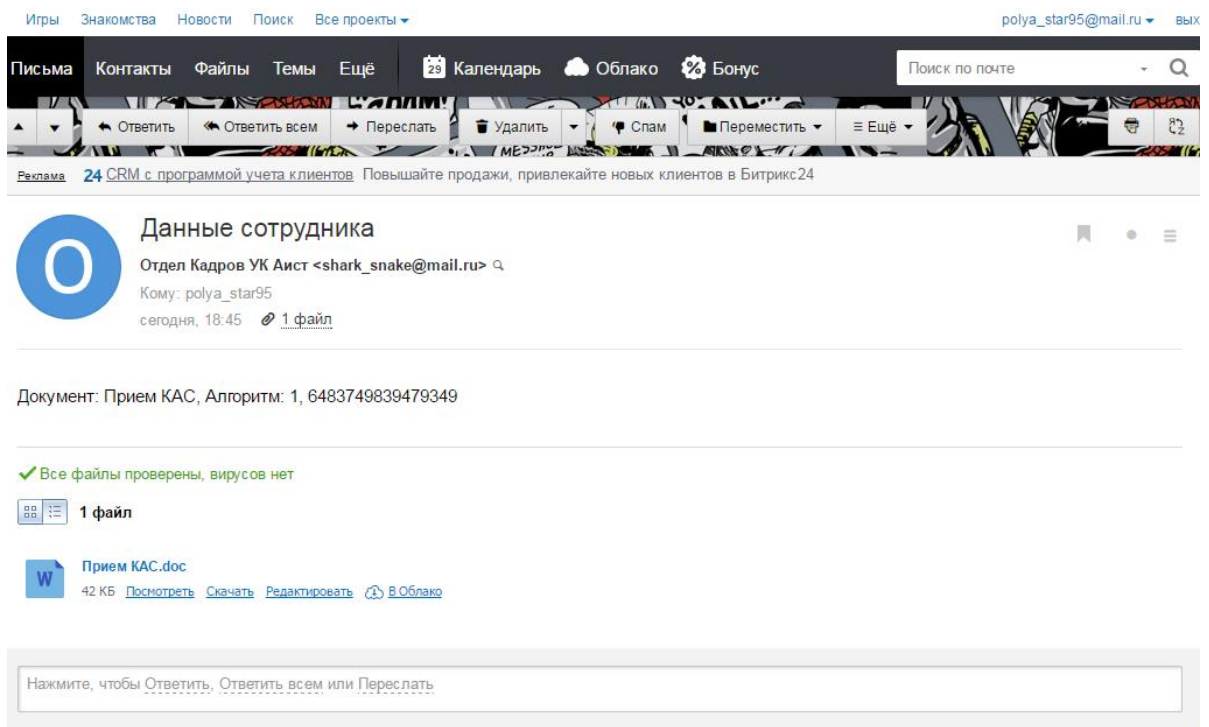 Игры Знакомства Новости Поиск Все проекты polya_star95@mail.ru вых
Письма Контакты Файлы Темы Ещё 29 Календарь Облако Бонус Поиск по почте
Ответить Ответить всем Переслать Удалить Спам Переместить Ещё
Реклама 24 CRM с программой учета клиентов Повышайте продажи, привлекайте новых клиентов в Битрикс24
Данные сотрудника
О
Отдел Кадров УК Аист <shark_snake@mail.ru>
Кому: polya_star95
сегодня, 18:45 1 файл
Документ: Прием КАС, Алгоритм: 1, 6483749839479349
Все файлы проверены, вирусов нет
1 файл
W
Прием КАС.doc
42 КБ Посмотреть Скачать Редактировать В Облако
Нажмите, чтобы Ответить, Ответить всем или Переслать